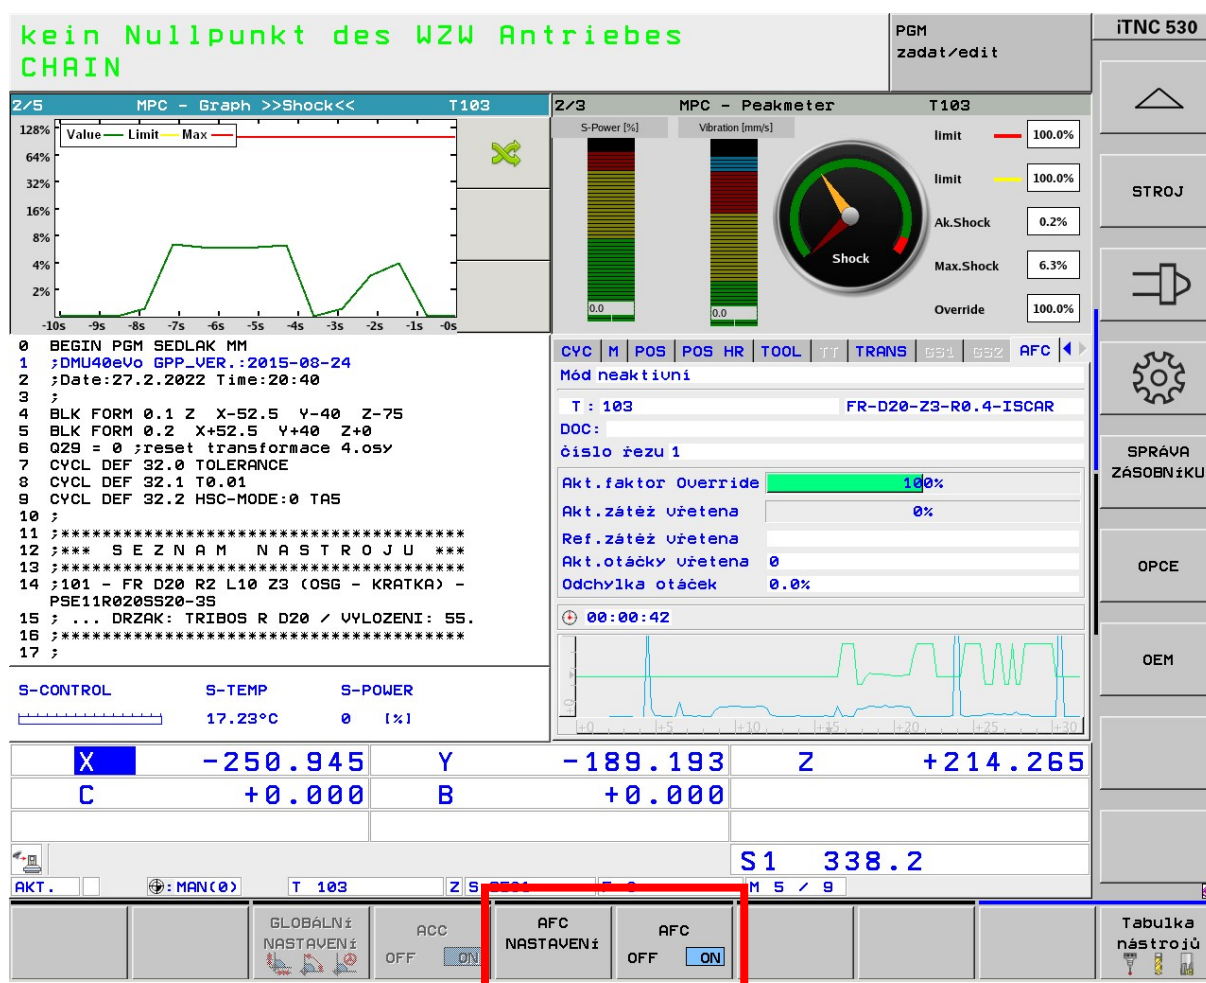 kein Nullpunkt des WZW Antriebes
CHAIN
PGM
zadat/edit
iTNC 530
2/5 MPC - Graph >>Shock<< T103
128%
64%
32%
16%
8%
4%
2%
Value Limit Max
-10s -9s -8s -7s -6s -5s -4s -3s -2s -1s -0s
2/3 MPC - Peakmeter T103
S-Power [%] Vibration [mm/s]
0.0 0.0
Shock
limit 100.0%
limit 100.0%
Ak.Shock 0.2%
Max.Shock 6.3%
Override 100.0%
0 BEGIN PGM SEDLAK MM
1 ;DMU40eVo GPP_VER.:2015-08-24
2 ;Date:27.2.2022 Time:20:40
3 ;
4 BLK FORM 0.1 Z X-52.5 Y-40 Z-75
5 BLK FORM 0.2 X+52.5 Y+40 Z+0
6 Q29 = 0 ;reset transformace 4.osy
7 CYCL DEF 32.0 TOLERANCE
8 CYCL DEF 32.1 T0.01
9 CYCL DEF 32.2 HSC-MODE:0 TA5
10 ;
11 ;***************************************
12 ;*** S E Z N A M   N A S T R O J U ***
13 ;***************************************
14 ;101 - FR D20 R2 L10 Z3 (OSG - KRATKA) -
PSE11R020SS20-3S
15 ; ... DRZAK: TRIBOS R D20 / VYLOZENI: 55.
16 ;***************************************
17 ;
CYC M POS POS HR TOOL TT TRANS GS1 GS2 AFC
Mód neaktivní
T : 103 FR-D20-Z3-R0.4-ISCAR
DOC:
číslo řezu 1
Akt.faktor Override 100%
Akt.zátěž vřetena 0%
Ref.zátěž vřetena
Akt.otáčky vřetena 0
Odchylka otáček 0.0%
00:00:42
+0 +5 +10 +15 +20 +25 +30
S-CONTROL S-TEMP S-POWER
17.23°C 0 [%]
X -250.945 Y -189.193 Z +214.265
C +0.000 B +0.000
S1 338.2
AKT. :MAN(0) T 103 Z S M 5 / 9
GLOBÁLNí
NASTAVENí
ACC
OFF ON
AFC
NASTAVENí
AFC
OFF ON
Tabulka
nástrojů
STROJ
SPRÁVA
ZÁSOBNíKU
OPCE
OEM